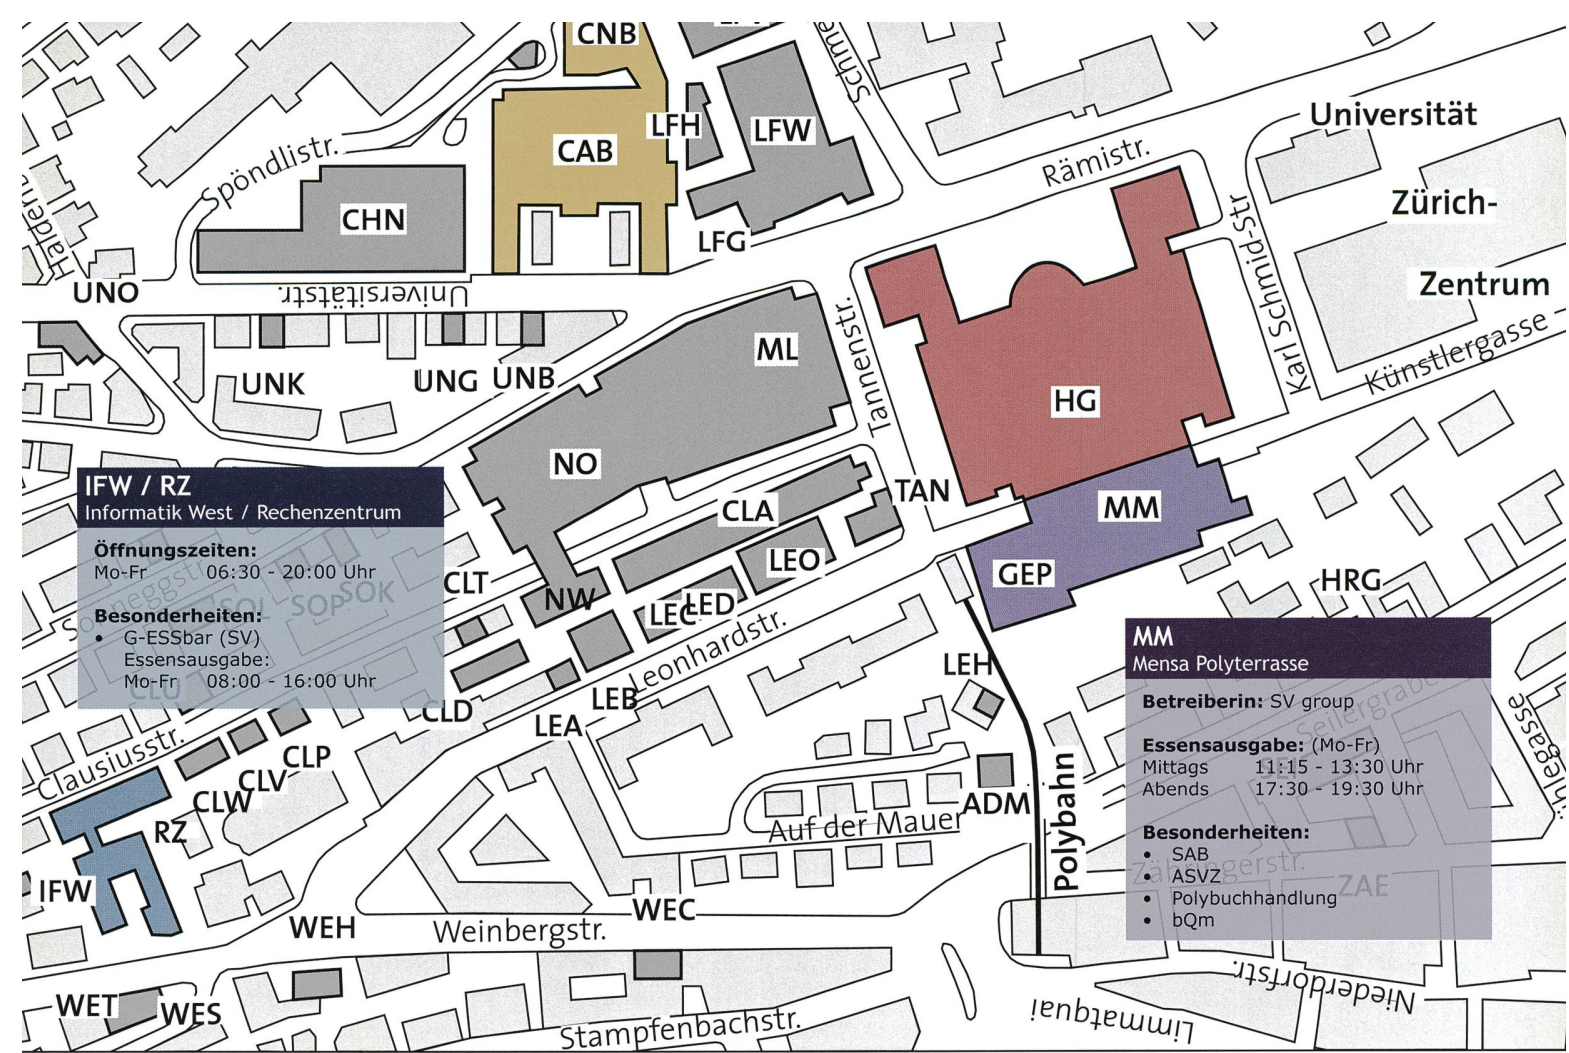 CNB
Schme
LFH
LFW
CAB
Universität
Rämistr.
Spöndlistr.
CHN
Zürich-
Halden
LFG
Karl Schmid-Str
UNO
Universitätstr.
Zentrum
Tannenstr.
ML
Künstlergasse
UNK
UNG
UNB
HG
NO
IFW / RZ
Informatik West / Rechenzentrum
TAN
CLA
MM
Öffnungszeiten:
Mo-Fr 06:30 - 20:00 Uhr
LEO
GEP
CLT
HRG
SOL
SOP
SOK
NW
LEC
LED
Besonderheiten:
• G-ESSbar (SV)
Essensausgabe:
Mo-Fr 08:00 - 16:00 Uhr
CLU
Leonhardstr.
LEH
MM
Mensa Polyterrasse
Betreiberin: SV group
Seilergraben
Essensausgabe: (Mo-Fr)
Mittags 11:15 - 13:30 Uhr
Abends 17:30 - 19:30 Uhr
Besonderheiten:
• SAB
• ASVZ
• Polybuchhandlung
• bQm
Zähringerstr.
ZAE
CLD
LEB
LEA
Clausiusstr.
CLP
CLV
CLW
Polybahn
ADM
RZ
Auf der Mauer
IFW
WEH
WEC
Weinbergstr.
WET
WES
Niederdorfstr.
Limmatquai
Stampfenbachstr.